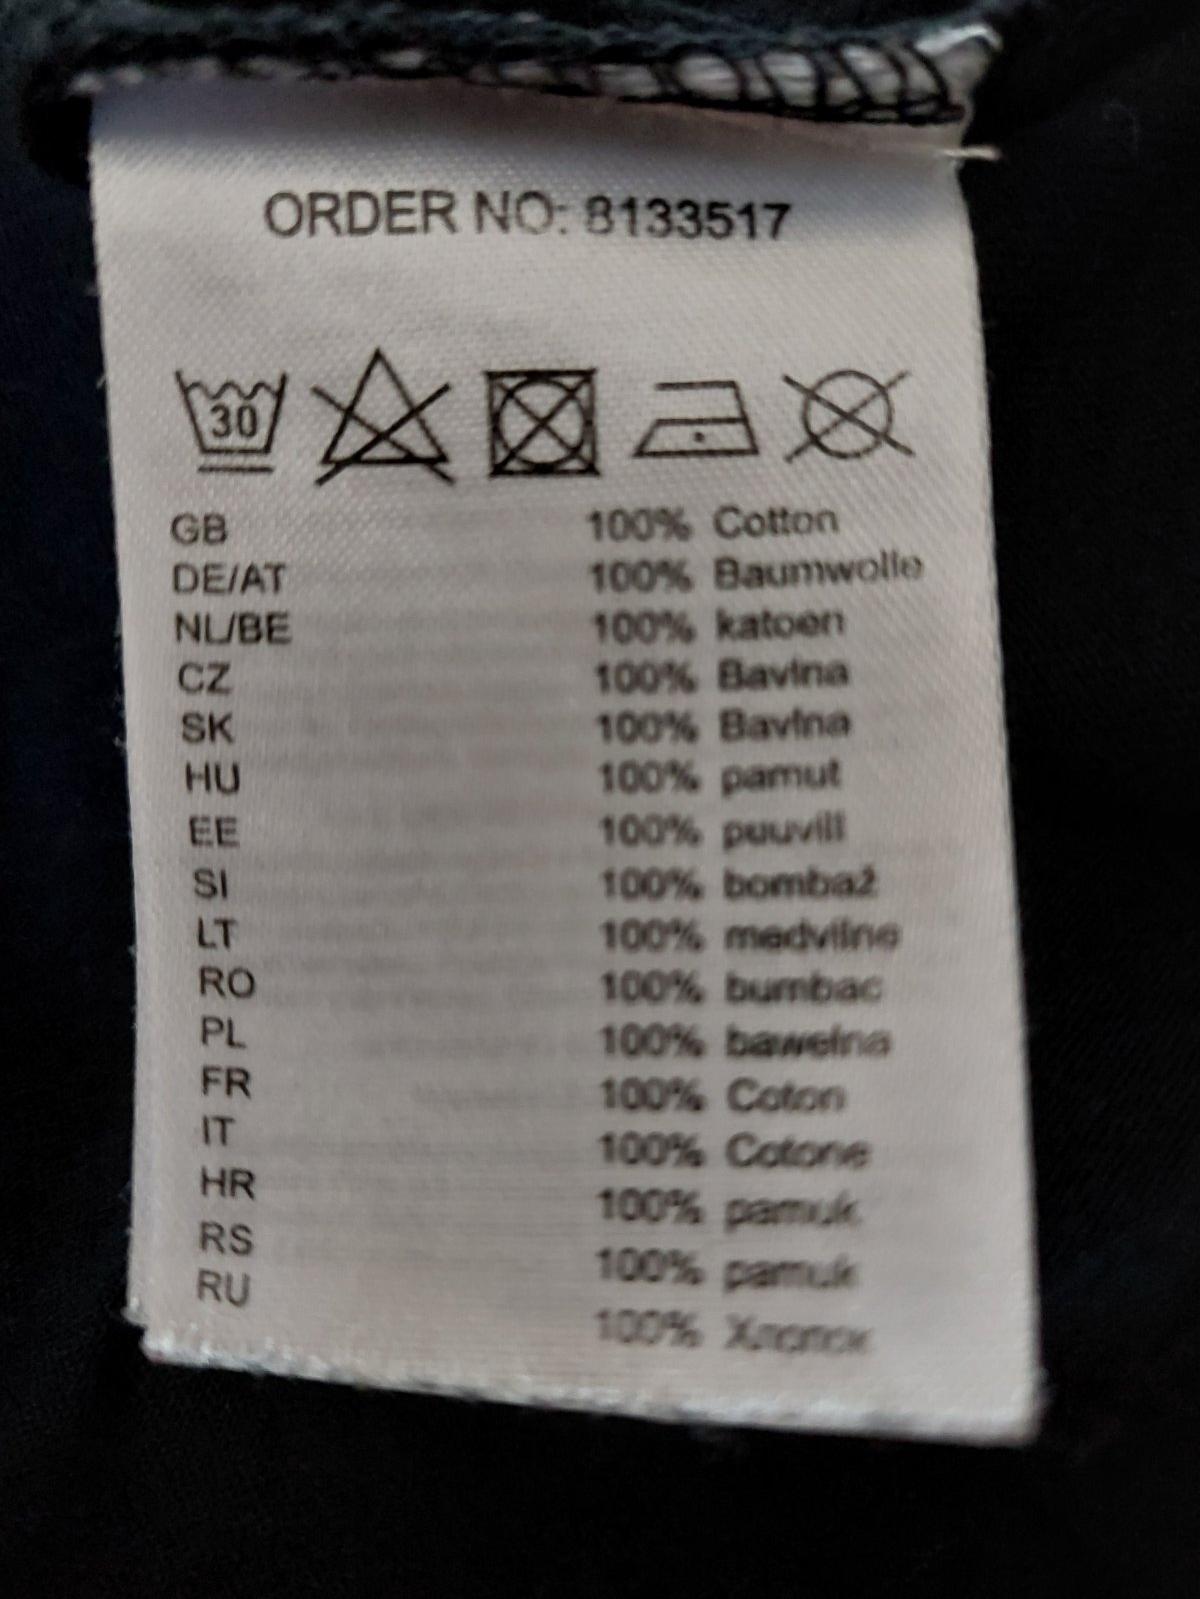 ORDER NO: 8133517
30
GB 100% Cotton
DE/AT 100% Baumwolle
NL/BE 100% katoen
CZ 100% Bavlna
SK 100% Bavlna
HU 100% pamut
EE 100% puuvill
SI 100% bombaž
LT 100% medvilne
RO 100% bumbac
PL 100% bawełna
FR 100% Coton
IT 100% Cotone
HR 100% pamuk
RS 100% pamuk
RU 100% Хлопок